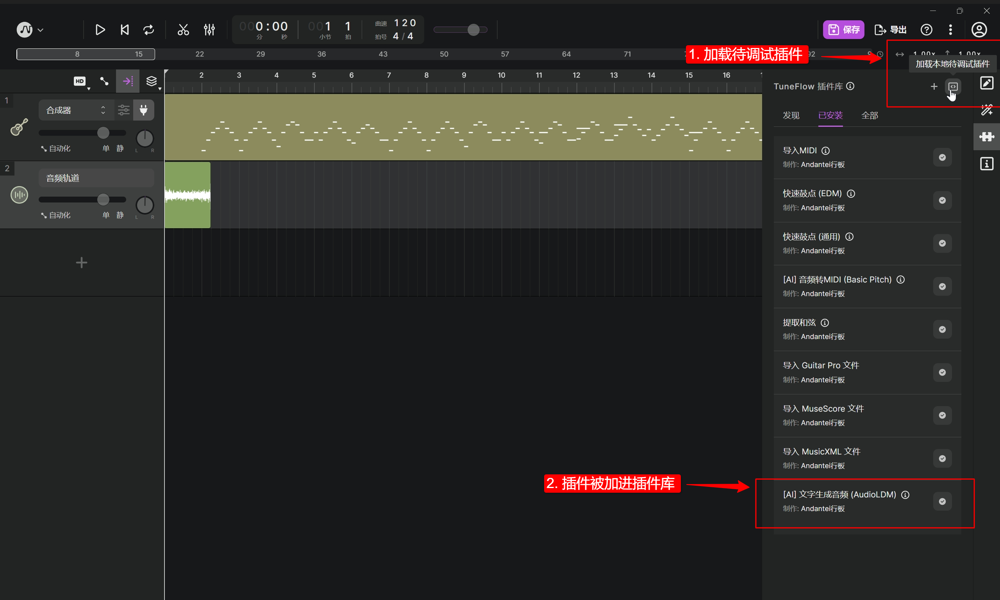 000:00
分 秒
001 1
小节 拍
曲速 120
拍号 4/4
保存
导出
8 15 22 29 36 43 50 57 64 71
1. 加载待调试插件
加载本地待调试插件
HD
2 3 4 5 6 7 8 9 10 11 12 13 14 15 16
TuneFlow 插件库
发现 已安装 全部
1
合成器
自动化 单 静 L R
2
音频轨道
自动化 单 静 L R
导入MIDI
制作: Andantei行板
快速鼓点 (EDM)
制作: Andantei行板
快速鼓点 (通用)
制作: Andantei行板
[AI] 音频转MIDI (Basic Pitch)
制作: Andantei行板
提取和弦
制作: Andantei行板
导入 Guitar Pro 文件
制作: Andantei行板
导入 MuseScore 文件
制作: Andantei行板
导入 MusicXML 文件
制作: Andantei行板
2. 插件被加进插件库
[AI] 文字生成音频 (AudioLDM)
制作: Andantei行板